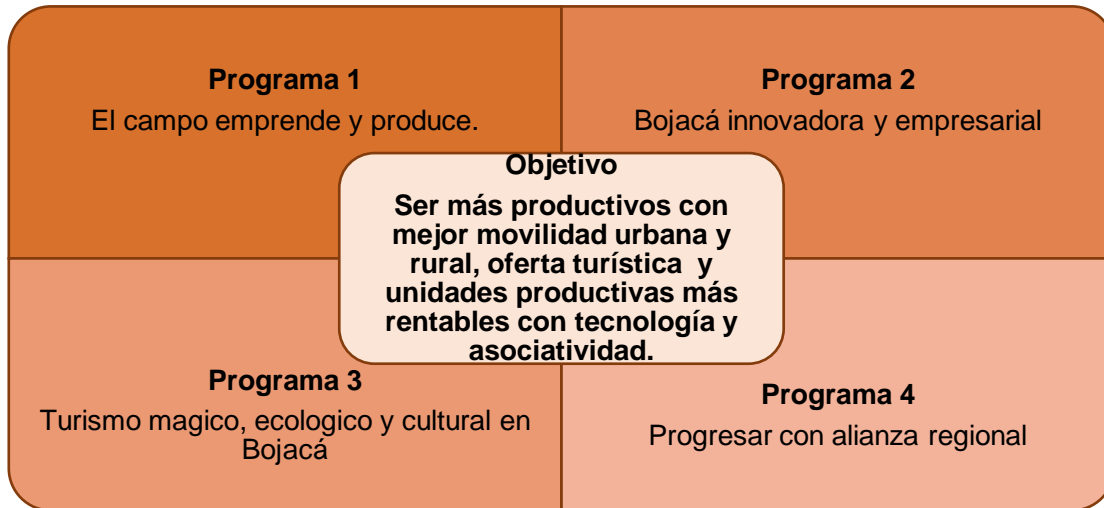 Programa 1
El campo emprende y produce.
Programa 2
Bojacá innovadora y empresarial
Objetivo
Ser más productivos con
mejor movilidad urbana y
rural, oferta turística y
unidades productivas más
rentables con tecnología y
asociatividad.
Programa 3
Turismo magico, ecologico y cultural en
Bojacá
Programa 4
Progresar con alianza regional